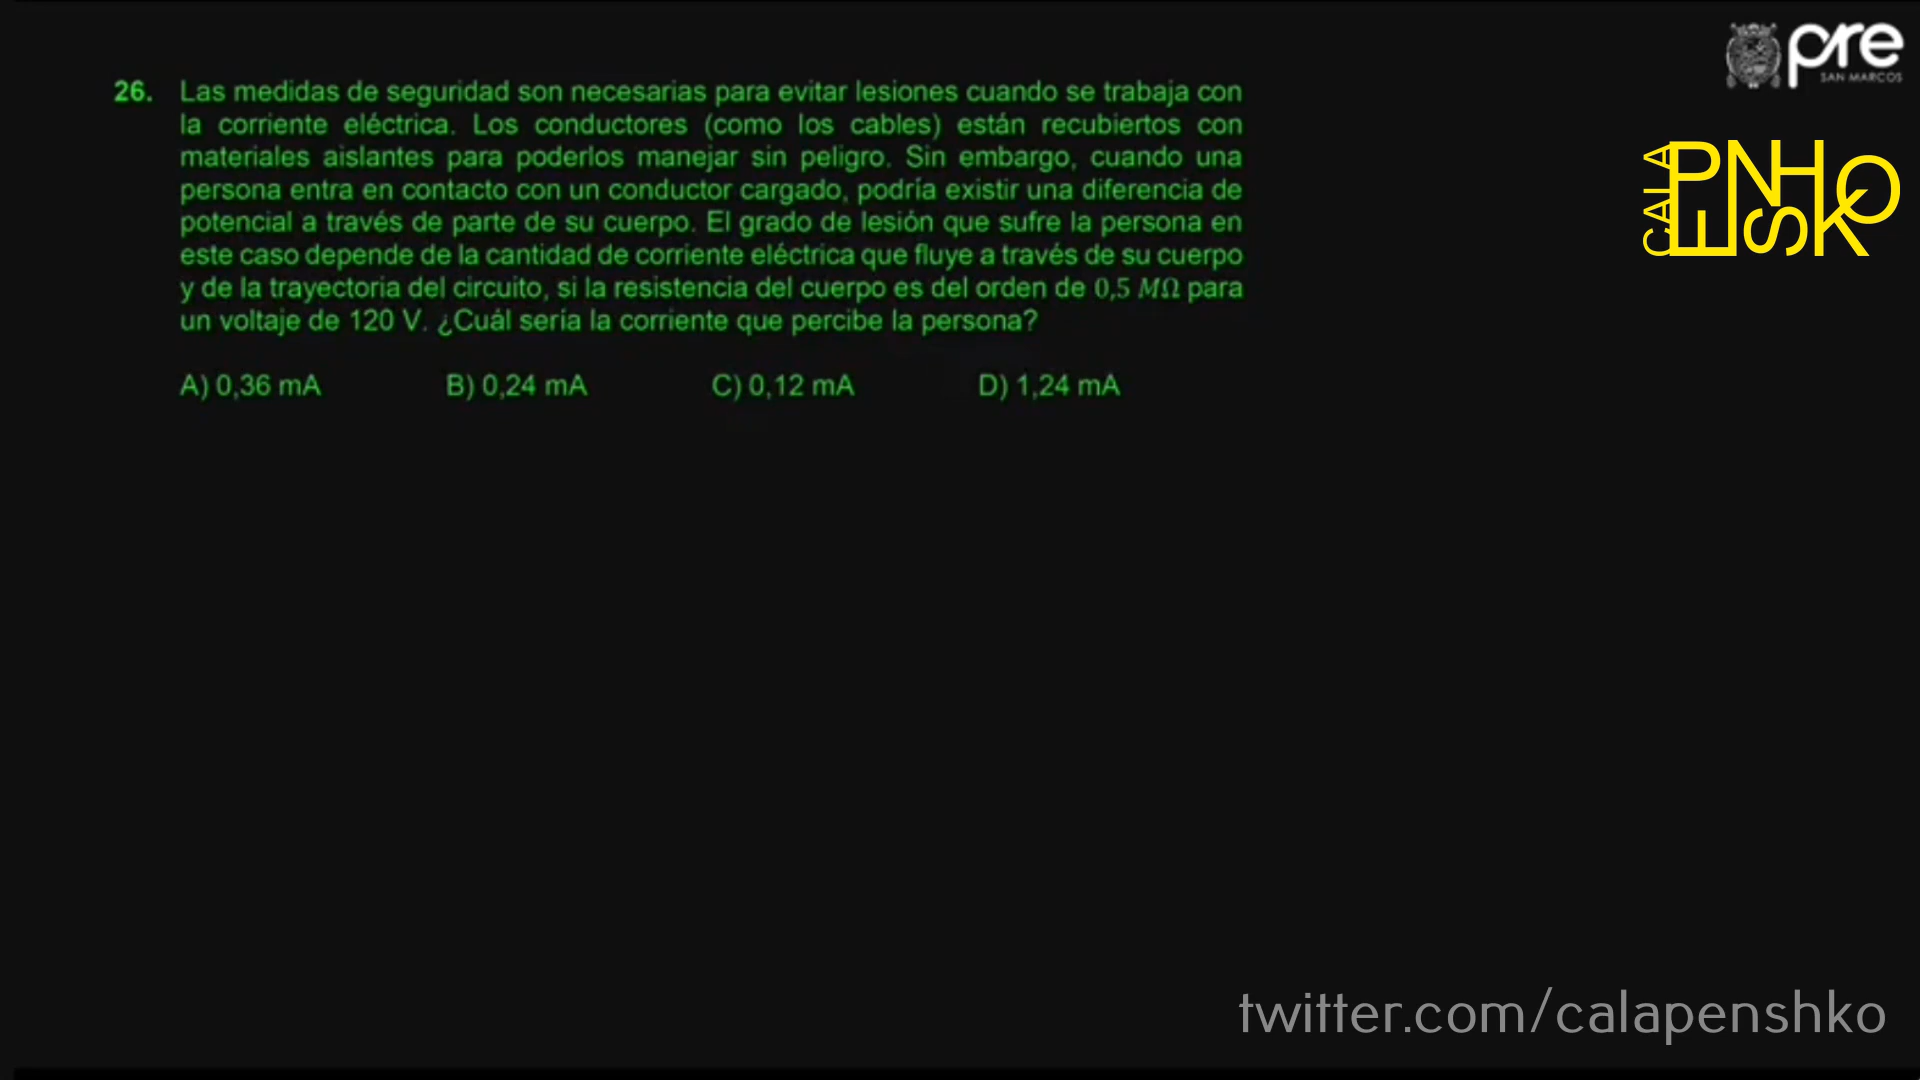 pre
SAN MARCOS
CALA
PENSHKO
26. Las medidas de seguridad son necesarias para evitar lesiones cuando se trabaja con
la corriente eléctrica. Los conductores (como los cables) están recubiertos con
materiales aislantes para poderlos manejar sin peligro. Sin embargo, cuando una
persona entra en contacto con un conductor cargado, podría existir una diferencia de
potencial a través de parte de su cuerpo. El grado de lesión que sufre la persona en
este caso depende de la cantidad de corriente eléctrica que fluye a través de su cuerpo
y de la trayectoria del circuito, si la resistencia del cuerpo es del orden de 0,5 MΩ para
un voltaje de 120 V. ¿Cuál sería la corriente que percibe la persona?
A) 0,36 mA B) 0,24 mA C) 0,12 mA D) 1,24 mA
twitter.com/calapenshko